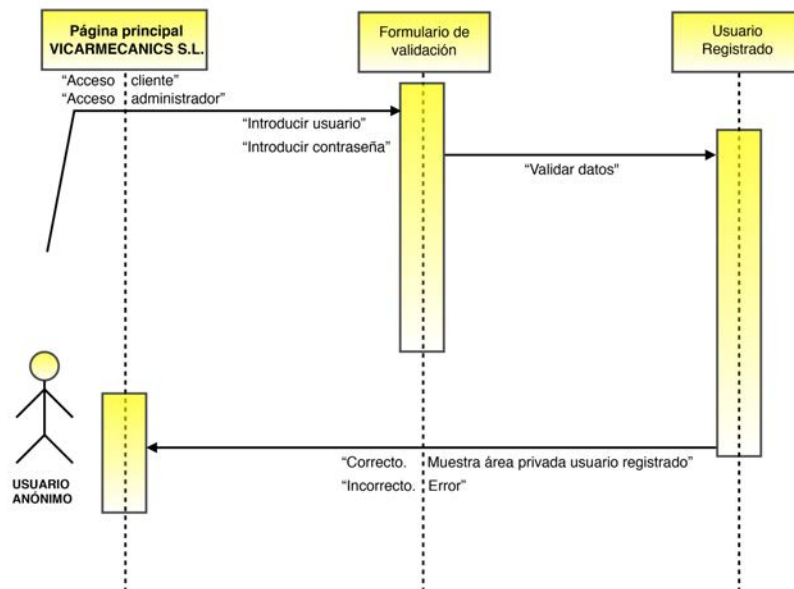 Página principal
VICARMECANICS S.L.
Formulario de
validación
Usuario
Registrado
“Acceso cliente”
“Acceso administrador”
“Introducir usuario”
“Introducir contraseña”
“Validar datos"
“Correcto. Muestra área privada usuario registrado”
“Incorrecto. Error”
USUARIO
ANÓNIMO